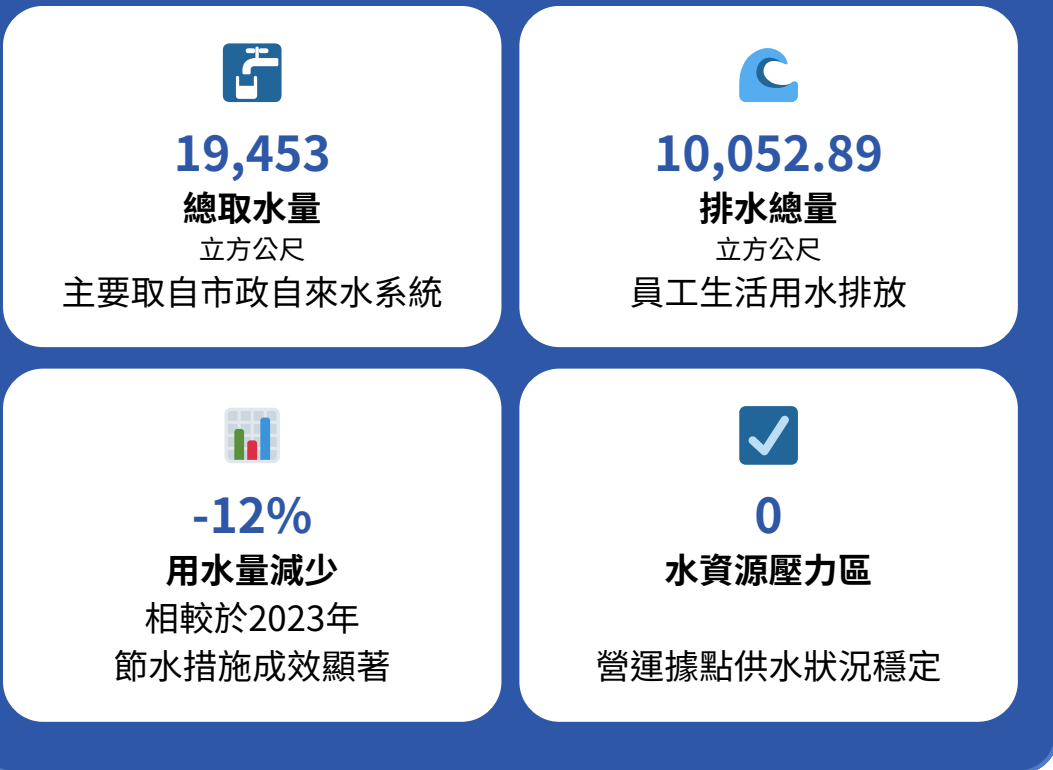 19,453
總取水量
立方公尺
主要取自市政自來水系統
10,052.89
排水總量
立方公尺
員工生活用水排放
-12%
用水量減少
相較於2023年
節水措施成效顯著
0
水資源壓力區
營運據點供水狀況穩定